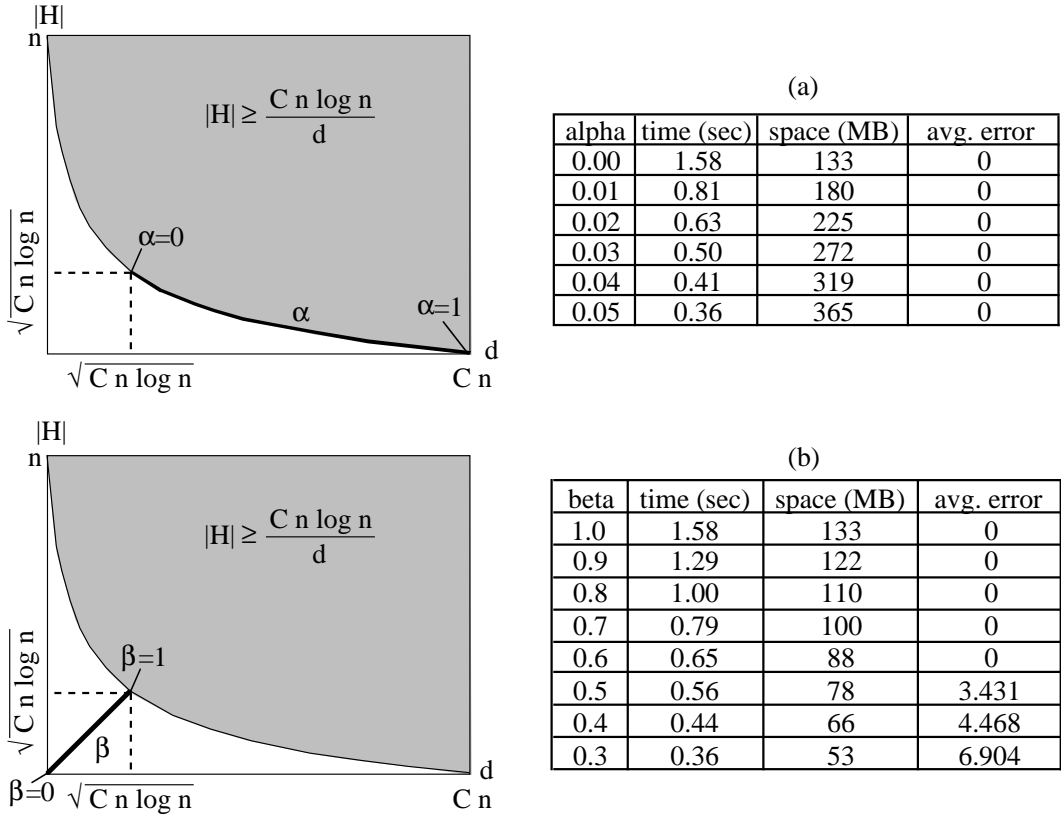 |H|
n
|H| ≥ C n log n / d
α=0
α
α=1
√C n log n
d
√C n log n
C n
(a)
alpha time (sec) space (MB) avg. error
0.00 1.58 133 0
0.01 0.81 180 0
0.02 0.63 225 0
0.03 0.50 272 0
0.04 0.41 319 0
0.05 0.36 365 0
|H|
n
|H| ≥ C n log n / d
β=1
β
√C n log n
d
β=0
√C n log n
C n
(b)
beta time (sec) space (MB) avg. error
1.0 1.58 133 0
0.9 1.29 122 0
0.8 1.00 110 0
0.7 0.79 100 0
0.6 0.65 88 0
0.5 0.56 78 3.431
0.4 0.44 66 4.468
0.3 0.36 53 6.904